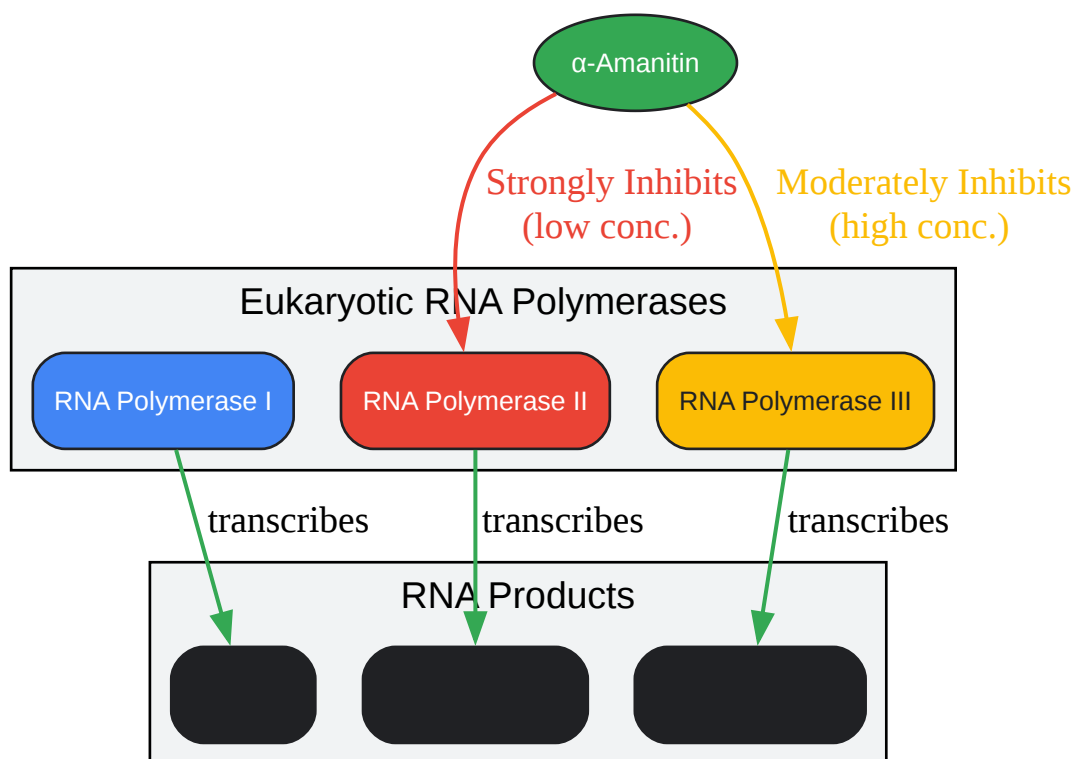 α-Amanitin
Strongly Inhibits
(low conc.)
Moderately Inhibits
(high conc.)
Eukaryotic RNA Polymerases
RNA Polymerase I
RNA Polymerase II
RNA Polymerase III
transcribes
transcribes
transcribes
RNA Products